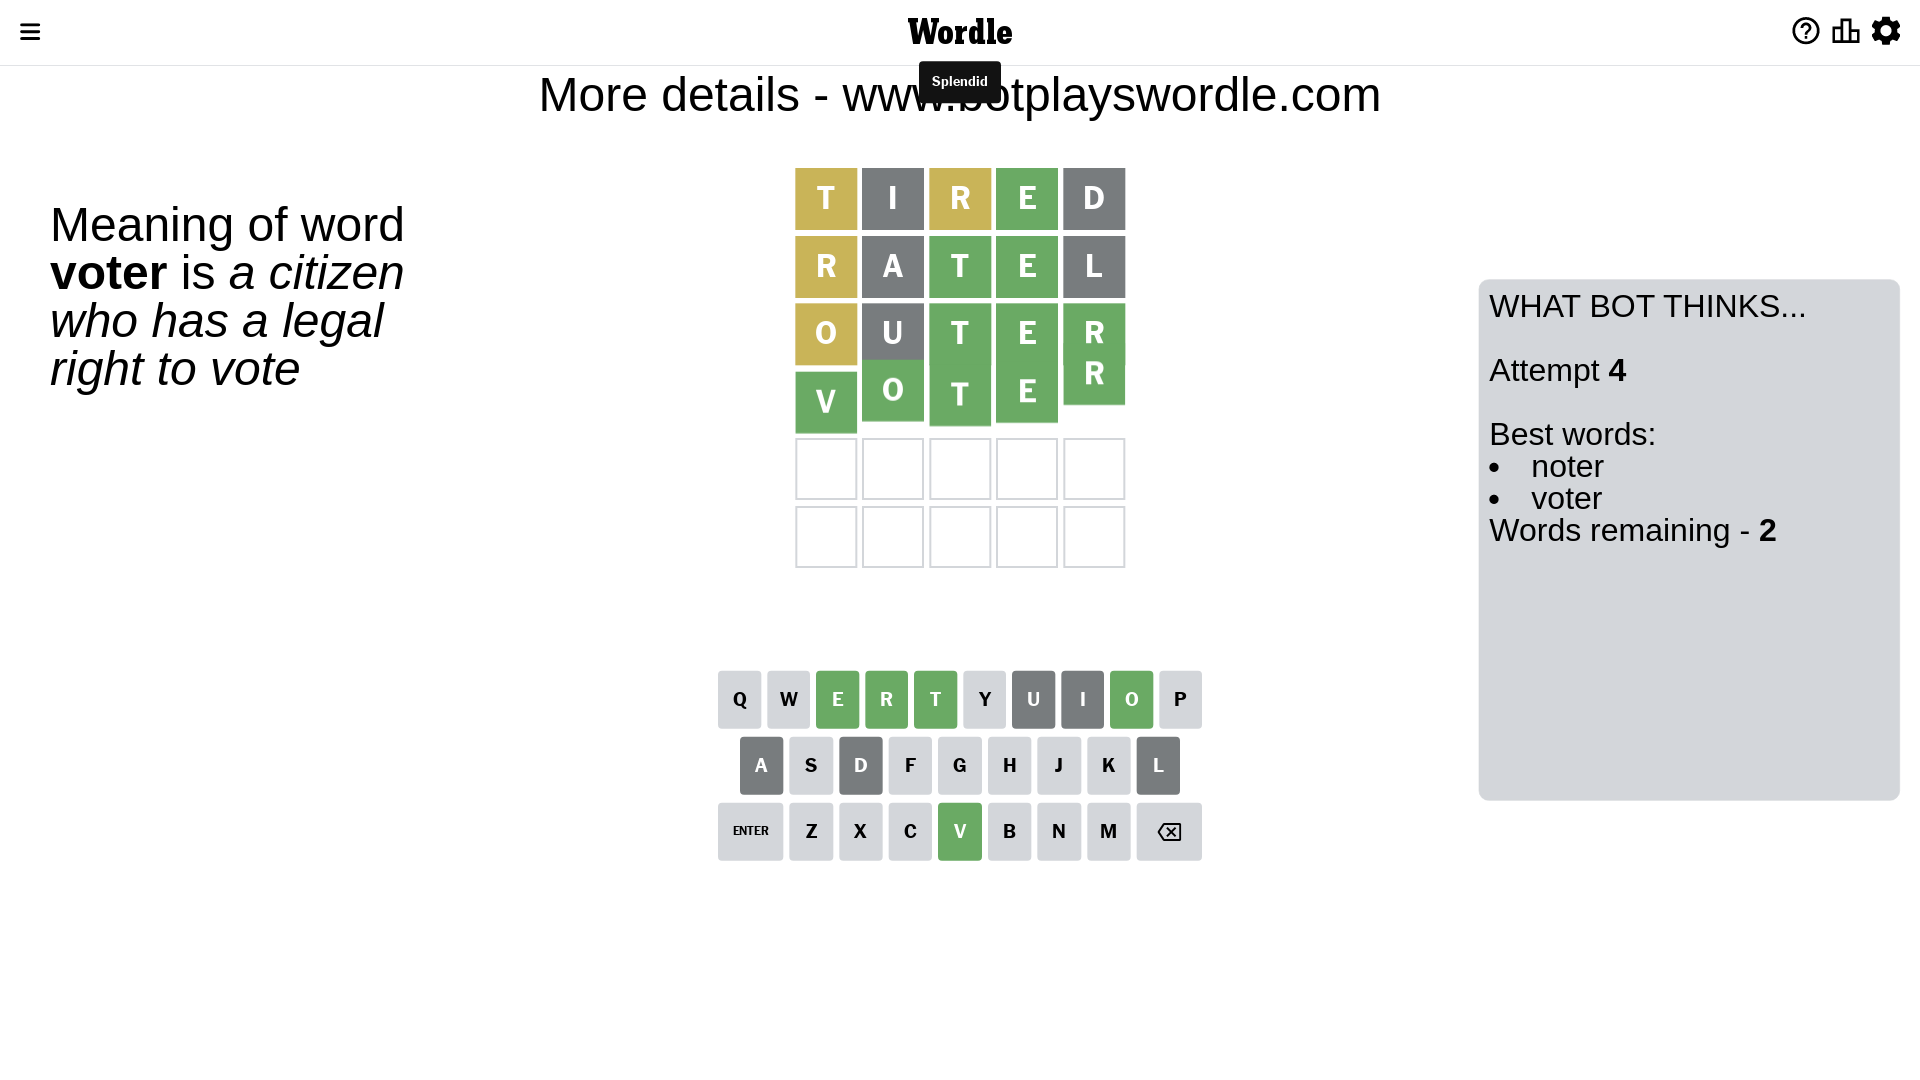 Wordle
Splendid
More details - www.botplayswordle.com
Meaning of word
voter is a citizen
who has a legal
right to vote
T I R E D
R A T E L
O U T E R
V O T E R
WHAT BOT THINKS...
Attempt 4
Best words:
• noter
• voter
Words remaining - 2
Q W E R T Y U I O P
A S D F G H J K L
ENTER Z X C V B N M